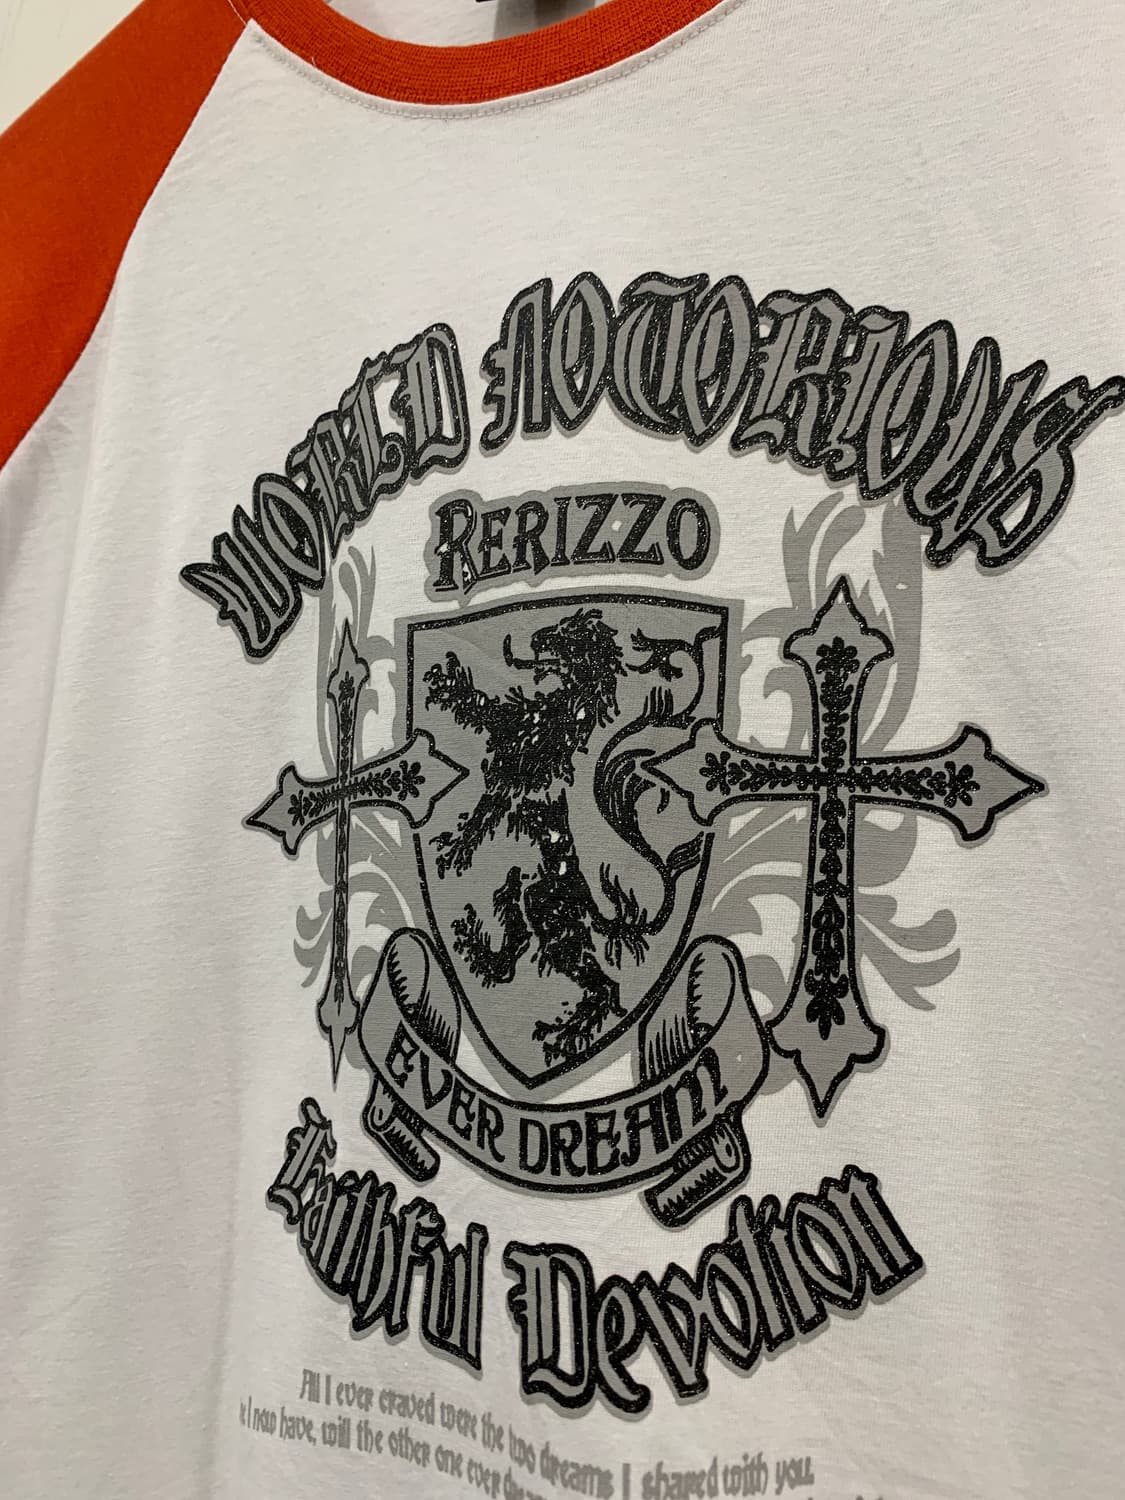 WORLD NOTORIOUS
RERIZZO
EVER DREAM
Faithful Devotion
All I ever craved were the two dreams I shared with you.
I now have, will the other one ever